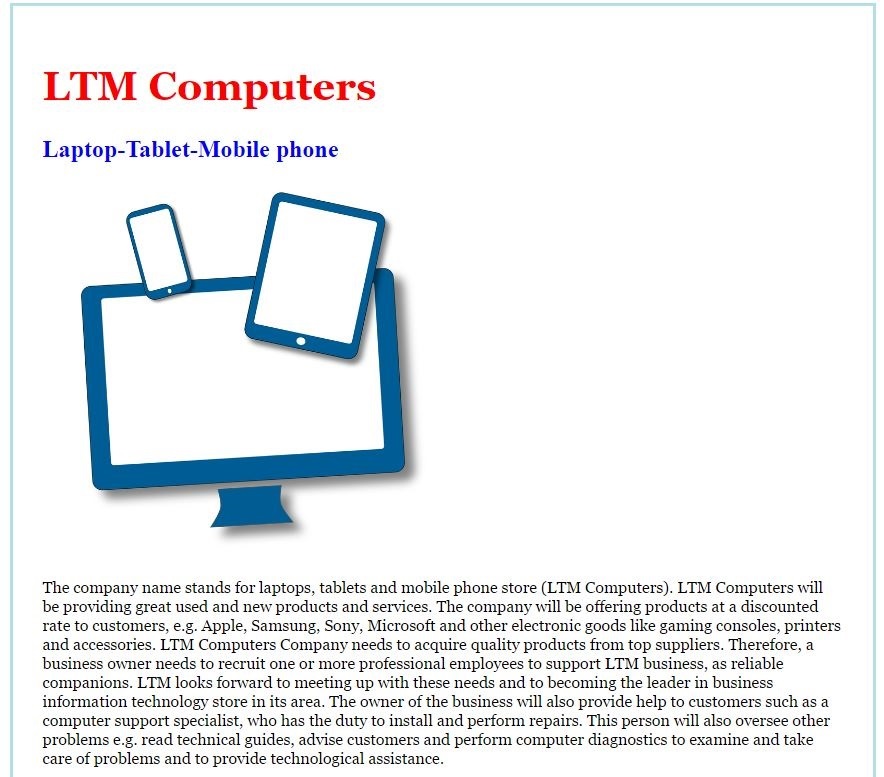 LTM Computers
Laptop-Tablet-Mobile phone
The company name stands for laptops, tablets and mobile phone store (LTM Computers). LTM Computers will
be providing great used and new products and services. The company will be offering products at a discounted
rate to customers, e.g. Apple, Samsung, Sony, Microsoft and other electronic goods like gaming consoles, printers
and accessories. LTM Computers Company needs to acquire quality products from top suppliers. Therefore, a
business owner needs to recruit one or more professional employees to support LTM business, as reliable
companions. LTM looks forward to meeting up with these needs and to becoming the leader in business
information technology store in its area. The owner of the business will also provide help to customers such as a
computer support specialist, who has the duty to install and perform repairs. This person will also oversee other
problems e.g. read technical guides, advise customers and perform computer diagnostics to examine and take
care of problems and to provide technological assistance.